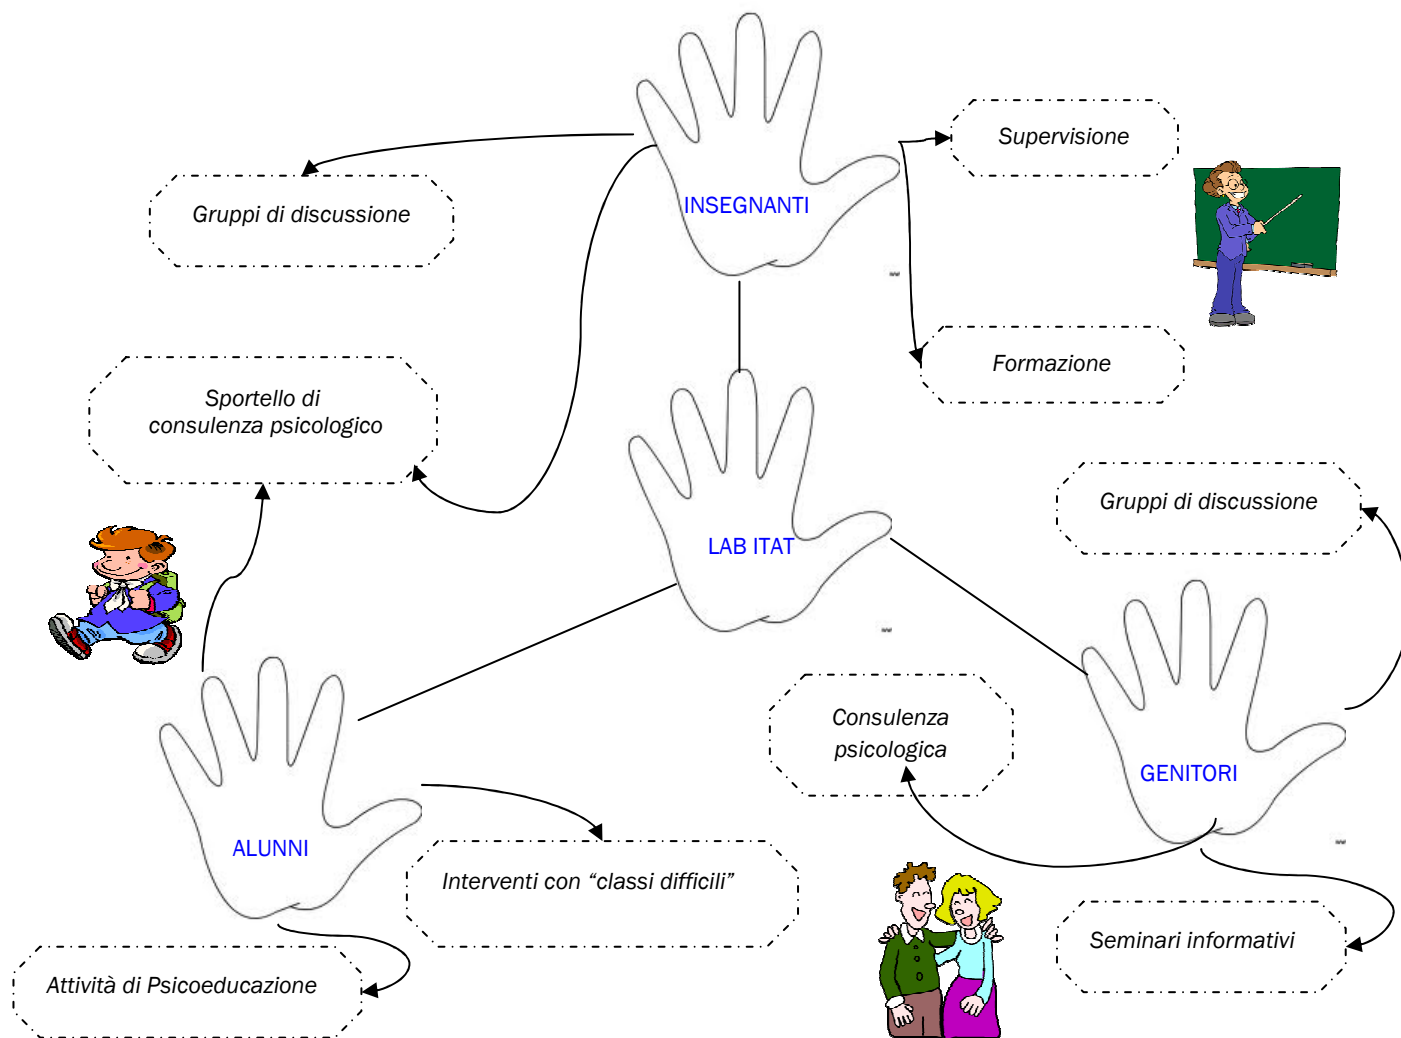 Supervisione
INSEGNANTI
Gruppi di discussione
Formazione
Sportello di
consulenza psicologico
Gruppi di discussione
LAB ITAT
Consulenza
psicologica
GENITORI
ALUNNI
Interventi con “classi difficili”
Seminari informativi
Attività di Psicoeducazione